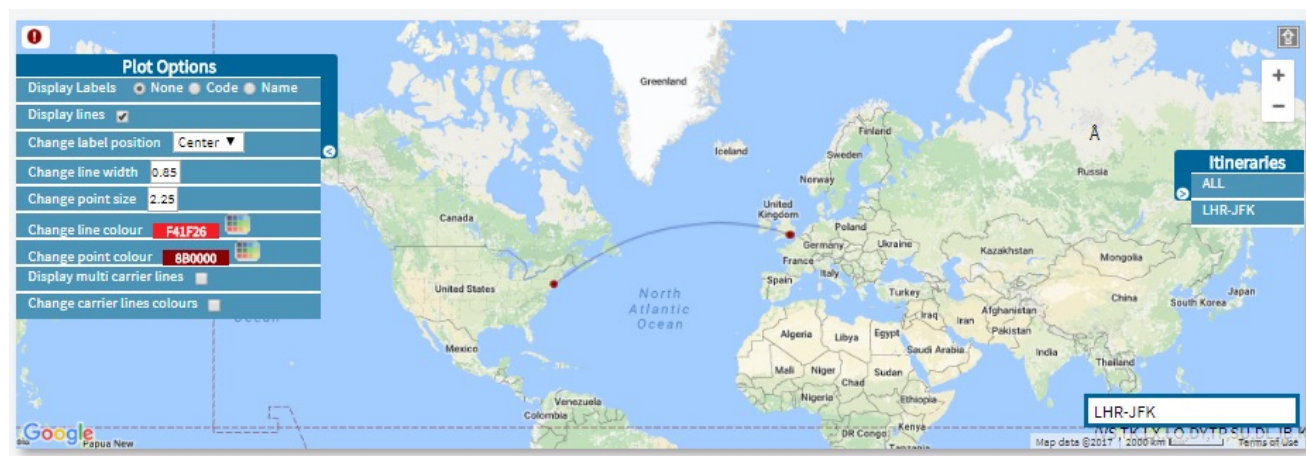 Plot Options
Display Labels None Code Name
Display lines
Change label position Center
Change line width 0.85
Change point size 2.25
Change line colour F41F26
Change point colour 8B0000
Display multi carrier lines
Change carrier lines colours
Ocean
Greenland
Iceland
Finland
Sweden
Norway
Russia
Å
United
Kingdom
Poland
Germany
Ukraine
France
Kazakhstan
Mongolia
Spain
Italy
Turkey
China
South Korea
Japan
Iraq
Iran
Afghanistan
Pakistan
Algeria
Libya
Egypt
Saudi Arabia
India
Thailand
Mali
Niger
Chad
Sudan
Nigeria
Ethiopia
DR Congo
Kenya
Tanzania
Canada
United States
North
Atlantic
Ocean
Mexico
Venezuela
Colombia
Papua New
Google
+
−
Itineraries
ALL
LHR-JFK
LHR-JFK
Map data ©2017
2000 km
Terms of Use